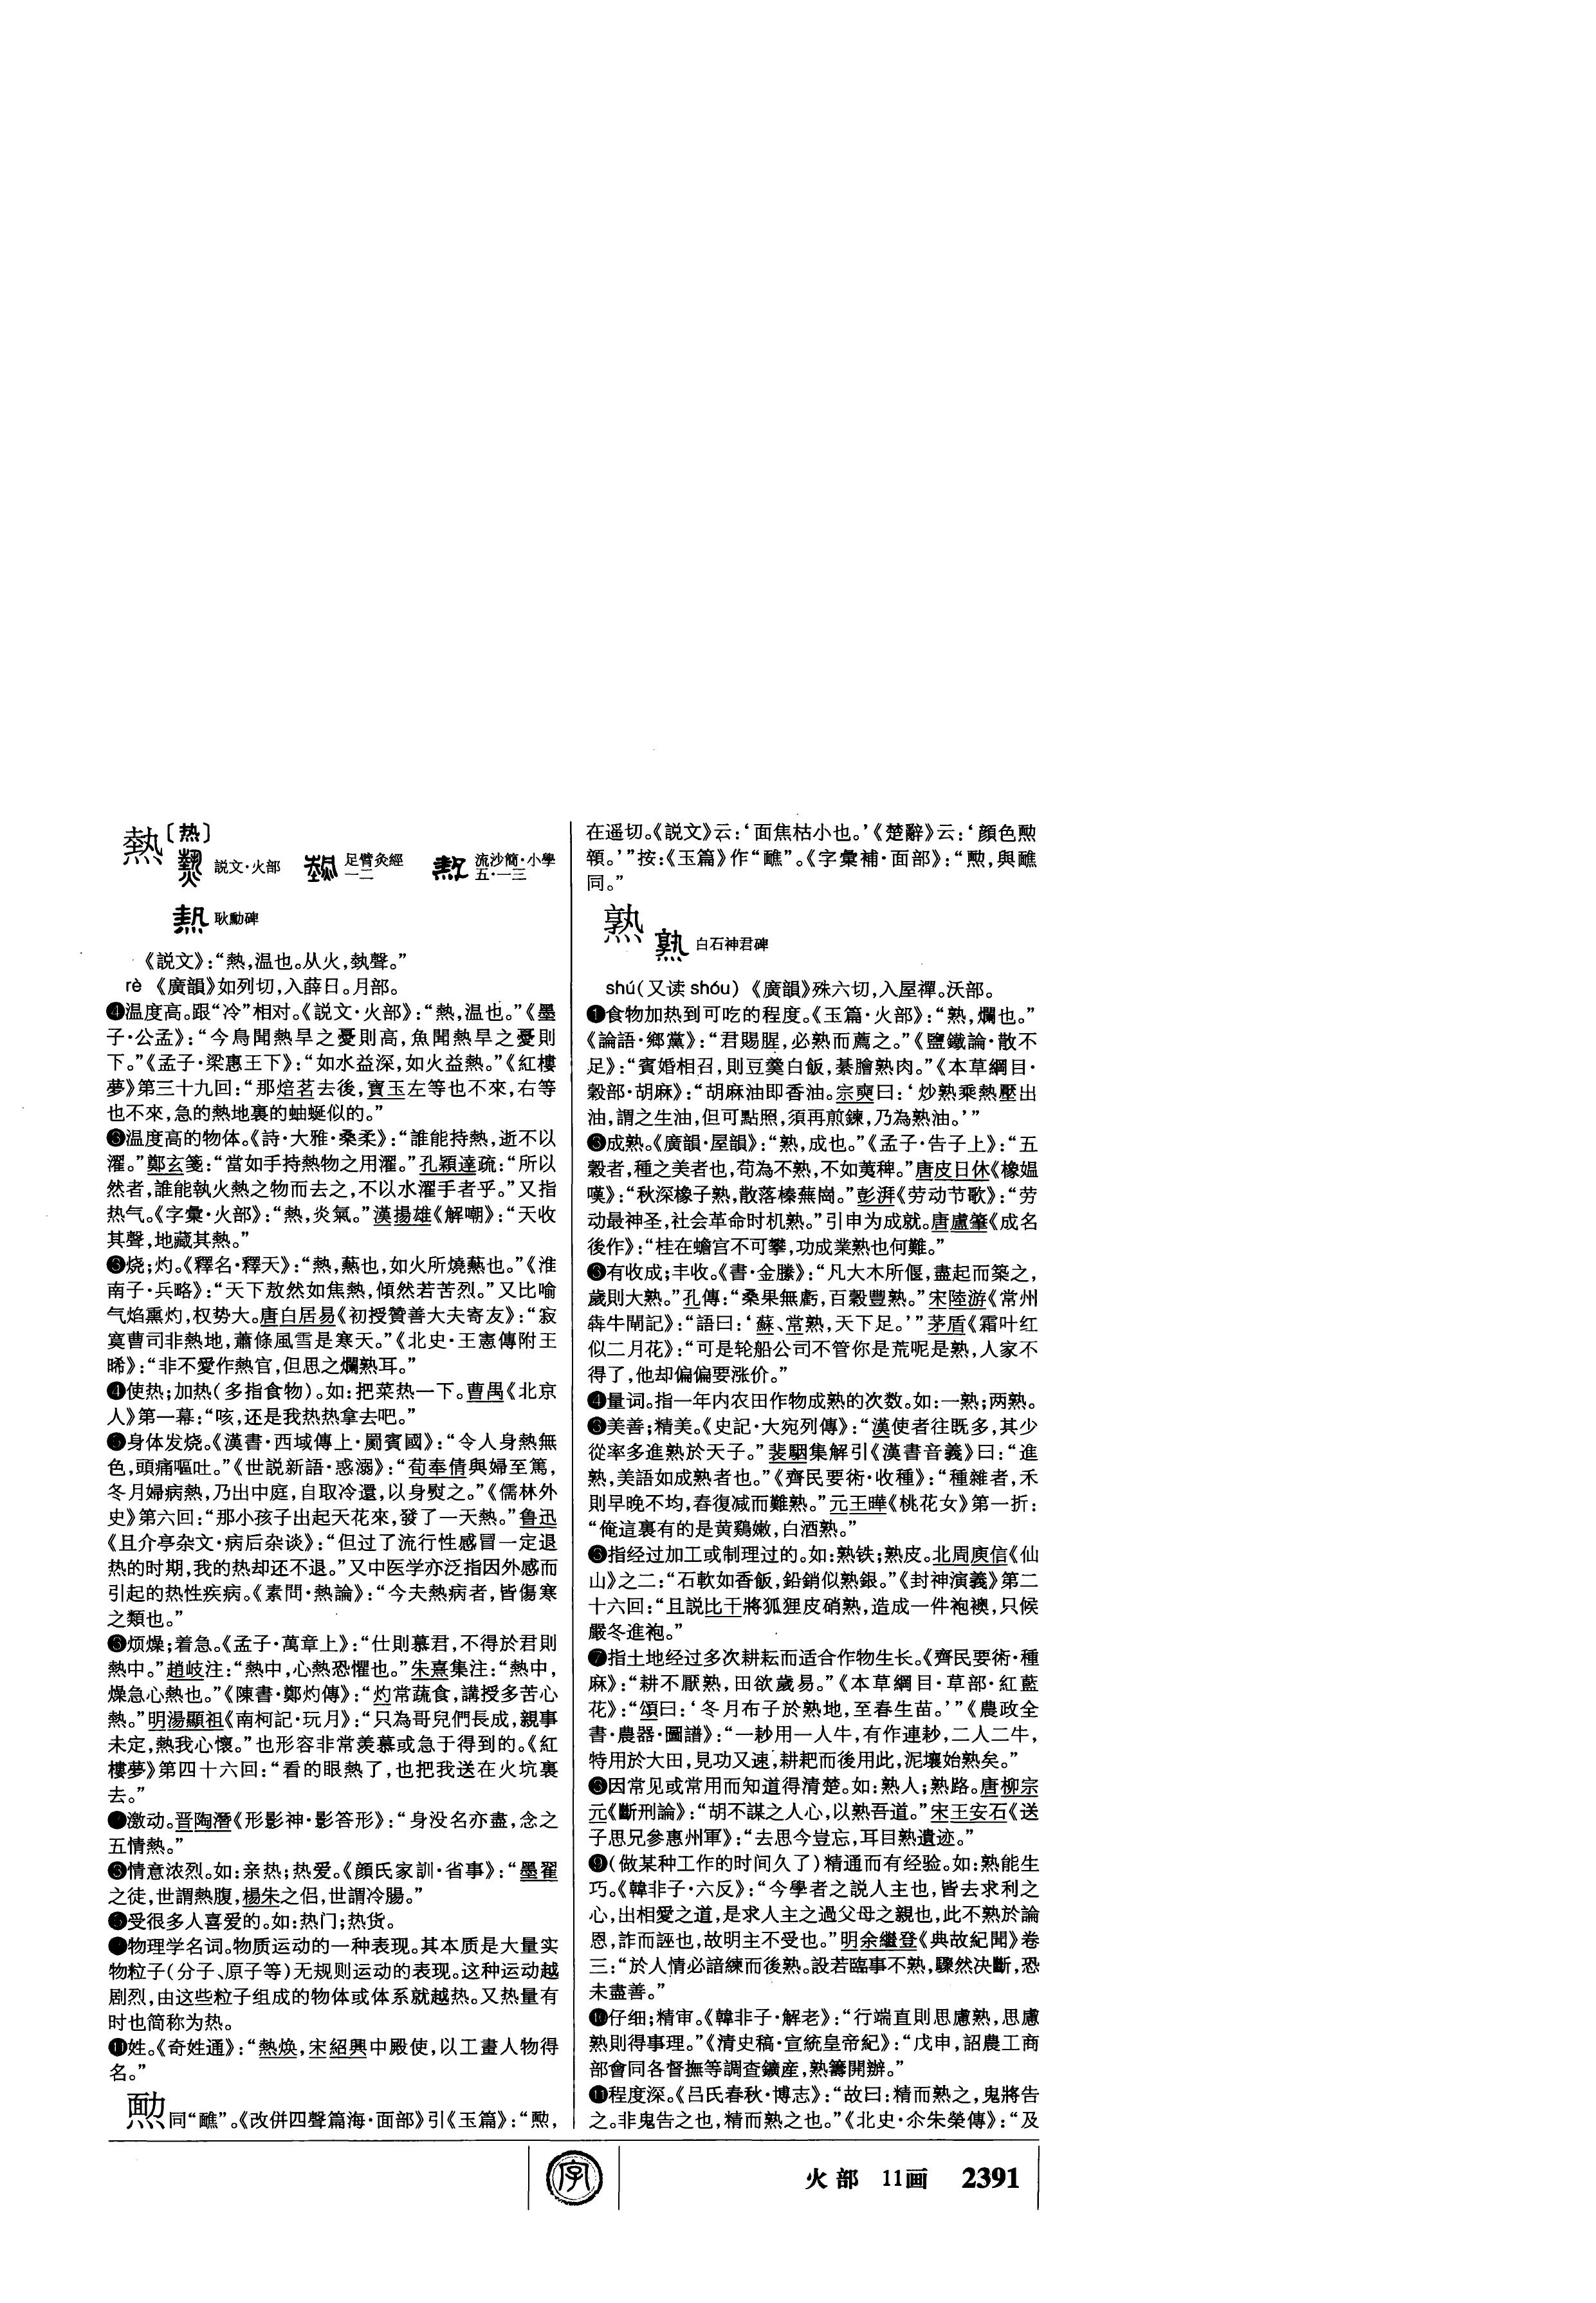 熱〔热〕
説文·火部 足臂灸經一二 流沙簡·小學五·一三
耿勳碑
《説文》：“熱，温也。从火，埶聲。”
rè 《廣韻》如列切，入薛日。月部。
温度高。跟“冷”相对。《説文·火部》：“熱，温也。”《墨
子·公孟》：“今鳥聞熱旱之憂則高，魚聞熱旱之憂則
下。”《孟子·梁惠王下》：“如水益深，如火益熱。”《紅樓
夢》第三十九回：“那焙茗去後，寶玉左等也不來，右等
也不來，急的熱地裏的蚰蜒似的。”
温度高的物体。《詩·大雅·桑柔》：“誰能持熱，逝不以
濯。”鄭玄箋：“當如手持熱物之用濯。”孔穎達疏：“所以
然者，誰能執火熱之物而去之，不以水濯手者乎。”又指
热气。《字彙·火部》：“熱，炎氣。”漢揚雄《解嘲》：“天收
其聲，地藏其熱。”
烧；灼。《釋名·釋天》：“熱，爇也，如火所燒爇也。”《淮
南子·兵略》：“天下敖然如焦熱，傾然若苦烈。”又比喻
气焰熏灼，权势大。唐白居易《初授贊善大夫寄友》：“寂
寞曹司非熱地，蕭條風雪是寒天。”《北史·王憲傳附王
晞》：“非不愛作熱官，但思之爛熟耳。”
❹使热；加热（多指食物）。如：把菜热一下。曹禺《北京
人》第一幕：“咳，还是我热热拿去吧。”
身体发烧。《漢書·西域傳上·罽賓國》：“令人身熱無
色，頭痛嘔吐。”《世説新語·惑溺》：“荀奉倩與婦至篤，
冬月婦病熱，乃出中庭，自取冷還，以身熨之。”《儒林外
史》第六回：“那小孩子出起天花來，發了一天熱。”鲁迅
《且介亭杂文·病后杂谈》：“但过了流行性感冒一定退
热的时期，我的热却还不退。”又中医学亦泛指因外感而
引起的热性疾病。《素問·熱論》：“今夫熱病者，皆傷寒
之類也。”
烦燥；着急。《孟子·萬章上》：“仕則慕君，不得於君則
熱中。”趙岐注：“熱中，心熱恐懼也。”朱熹集注：“熱中，
燥急心熱也。”《陳書·鄭灼傳》：“灼常蔬食，講授多苦心
熱。”明湯顯祖《南柯記·玩月》：“只為哥兒們長成，親事
未定，熱我心懷。”也形容非常羡慕或急于得到的。《紅
樓夢》第四十六回：“看的眼熱了，也把我送在火坑裏
去。”
激动。晋陶潛《形影神·影答形》：“身没名亦盡，念之
五情熱。”
情意浓烈。如：亲热；热爱。《顔氏家訓·省事》：“墨翟
之徒，世謂熱腹，楊朱之侣，世謂冷腸。”
受很多人喜爱的。如：热门；热货。
物理学名词。物质运动的一种表现。其本质是大量实
物粒子（分子、原子等）无规则运动的表现。这种运动越
剧烈，由这些粒子组成的物体或体系就越热。又热量有
时也简称为热。
⓫姓。《奇姓通》：“熱焕，宋紹興中殿使，以工畫人物得
名。”
同“醮”。《改併四聲篇海·面部》引《玉篇》：“
在遥切。《説文》云：‘面焦枯小也。’《楚辭》云：‘顔色
頟。’”按：《玉篇》作“醮”。《字彙補·面部》：“
同。”
熟 白石神君碑
shú（又读shóu） 《廣韻》殊六切，入屋禪。沃部。
❶食物加热到可吃的程度。《玉篇·火部》：“熟，爛也。”
《論語·鄉黨》：“君賜腥，必熟而薦之。”《鹽鐵論·散不
足》：“賓婚相召，則豆羹白飯，綦膾熟肉。”《本草綱目·
穀部·胡麻》：“胡麻油即香油。宗奭曰：‘炒熟乘熱壓出
油，謂之生油，但可點照，須再煎鍊，乃為熟油。’”
成熟。《廣韻·屋韻》：“熟，成也。”《孟子·告子上》：“五
穀者，種之美者也，苟為不熟，不如荑稗。”唐皮日休《橡媪
嘆》：“秋深橡子熟，散落榛蕪崗。”彭湃《劳动节歌》：“劳
动最神圣，社会革命时机熟。”引申为成就。唐盧肇《成名
後作》：“桂在蟾宫不可攀，功成業熟也何難。”
❸有收成；丰收。《書·金縢》：“凡大木所偃，盡起而築之，
歲則大熟。”孔傳：“桑果無虧，百穀豐熟。”宋陸游《常州
犇牛閘記》：“語曰：‘蘇、常熟，天下足。’”茅盾《霜叶红
似二月花》：“可是轮船公司不管你是荒呢是熟，人家不
得了，他却偏偏要涨价。”
❹量词。指一年内农田作物成熟的次数。如：一熟；两熟。
美善；精美。《史記·大宛列傳》：“漢使者往既多，其少
從率多進熟於天子。”裴駰集解引《漢書音義》曰：“進
熟，美語如成熟者也。”《齊民要術·收種》：“種雜者，禾
則早晚不均，舂復减而難熟。”元王曄《桃花女》第一折：
“俺這裏有的是黄鷄嫩，白酒熟。”
指经过加工或制理过的。如：熟铁；熟皮。北周庾信《仙
山》之二：“石軟如香飯，鉛銷似熟銀。”《封神演義》第二
十六回：“且説比干將狐狸皮硝熟，造成一件袍襖，只候
嚴冬進袍。”
❼指土地经过多次耕耘而适合作物生长。《齊民要術·種
麻》：“耕不厭熟，田欲歲易。”《本草綱目·草部·紅藍
花》：“頌曰：‘冬月布子於熟地，至春生苗。’”《農政全
書·農器·圖譜》：“一耖用一人牛，有作連耖，二人二牛，
特用於大田，見功又速，耕耙而後用此，泥壤始熟矣。”
因常见或常用而知道得清楚。如：熟人；熟路。唐柳宗
元《斷刑論》：“胡不謀之人心，以熟吾道。”宋王安石《送
子思兄參惠州軍》：“去思今豈忘，耳目熟遺迹。”
❾（做某种工作的时间久了）精通而有经验。如：熟能生
巧。《韓非子·六反》：“今學者之説人主也，皆去求利之
心，出相愛之道，是求人主之過父母之親也，此不熟於論
恩，詐而誣也，故明主不受也。”明余繼登《典故紀聞》卷
三：“於人情必諳練而後熟。設若臨事不熟，驟然决斷，恐
未盡善。”
❿仔细；精审。《韓非子·解老》：“行端直則思慮熟，思慮
熟則得事理。”《清史稿·宣統皇帝紀》：“戊申，詔農工商
部會同各督撫等調查鑛産，熟籌開辦。”
⓫程度深。《吕氏春秋·博志》：“故曰：精而熟之，鬼將告
之。非鬼告之也，精而熟之也。”《北史·尒朱榮傳》：“及
字
火部 11画 2391